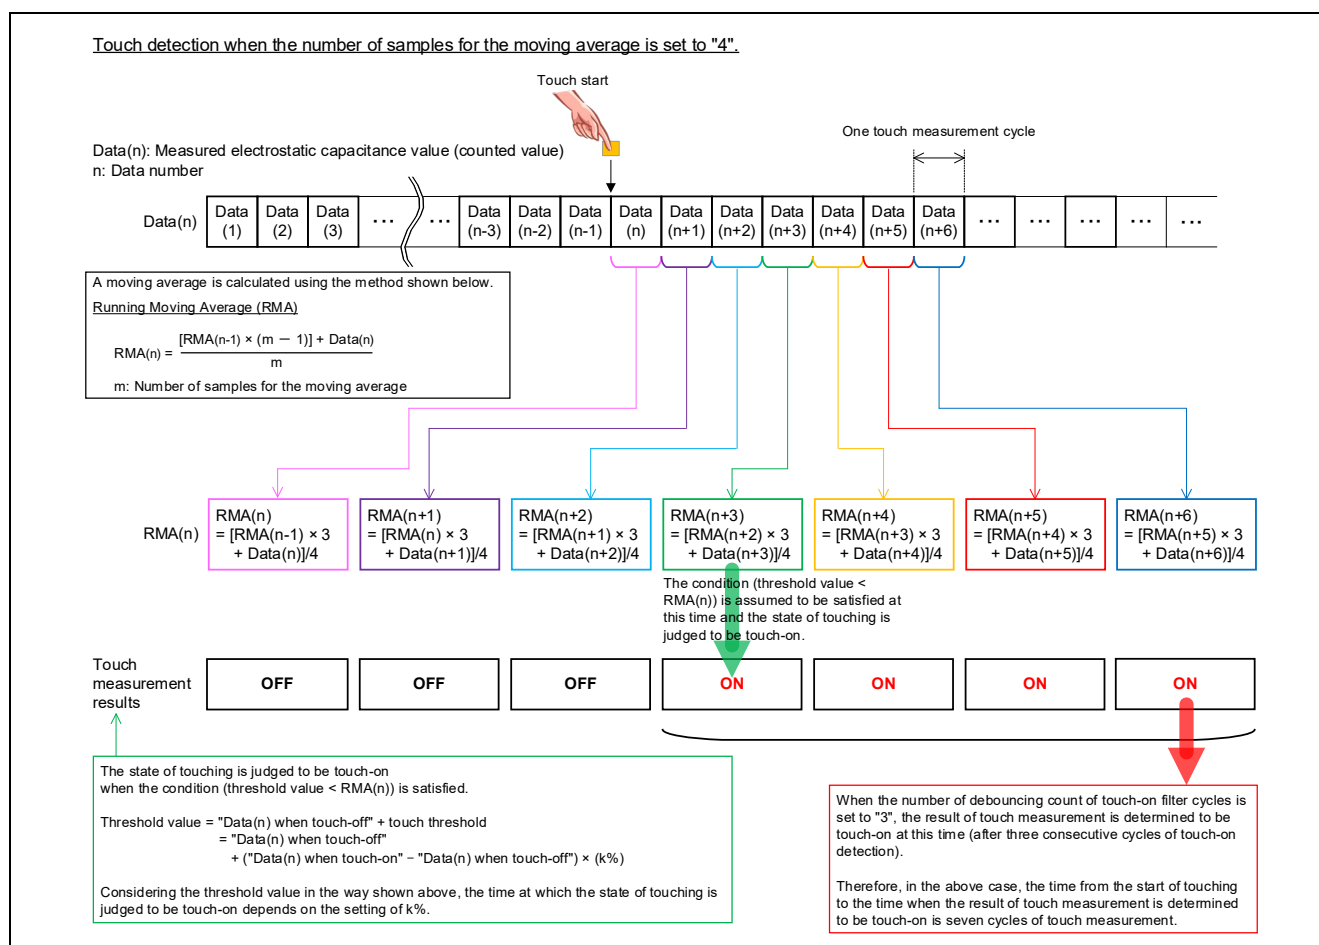 Touch detection when the number of samples for the moving average is set to "4".
Touch start
One touch measurement cycle
Data(n): Measured electrostatic capacitance value (counted value)
n: Data number
Data(n)
Data
(1)
Data
(2)
Data
(3)
···
···
Data
(n-3)
Data
(n-2)
Data
(n-1)
Data
(n)
Data
(n+1)
Data
(n+2)
Data
(n+3)
Data
(n+4)
Data
(n+5)
Data
(n+6)
···
···
···
···
···
A moving average is calculated using the method shown below.
Running Moving Average (RMA)
RMA(n) = 
[RMA(n-1) × (m － 1)] + Data(n)
m
m: Number of samples for the moving average
RMA(n)
RMA(n)
= [RMA(n-1) × 3
+ Data(n)]/4
RMA(n+1)
= [RMA(n) × 3
+ Data(n+1)]/4
RMA(n+2)
= [RMA(n+1) × 3
+ Data(n+2)]/4
RMA(n+3)
= [RMA(n+2) × 3
+ Data(n+3)]/4
RMA(n+4)
= [RMA(n+3) × 3
+ Data(n+4)]/4
RMA(n+5)
= [RMA(n+4) × 3
+ Data(n+5)]/4
RMA(n+6)
= [RMA(n+5) × 3
+ Data(n+6)]/4
The condition (threshold value <
RMA(n)) is assumed to be satisfied at
this time and the state of touching is
judged to be touch-on.
Touch
measurement
results
OFF
OFF
OFF
ON
ON
ON
ON
The state of touching is judged to be touch-on
when the condition (threshold value < RMA(n)) is satisfied.
Threshold value = "Data(n) when touch-off" + touch threshold
= "Data(n) when touch-off"
+ ("Data(n) when touch-on" − "Data(n) when touch-off") × (k%)
Considering the threshold value in the way shown above, the time at which the state of touching is
judged to be touch-on depends on the setting of k%.
When the number of debouncing count of touch-on filter cycles is
set to "3", the result of touch measurement is determined to be
touch-on at this time (after three consecutive cycles of touch-on
detection).
Therefore, in the above case, the time from the start of touching
to the time when the result of touch measurement is determined
to be touch-on is seven cycles of touch measurement.